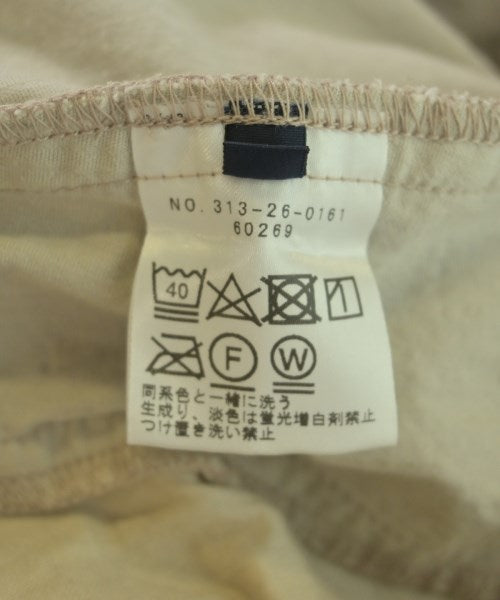 NO. 313-26-0161
60269
40
F W
同系色と一緒に洗う
生成り、淡色は蛍光増白剤禁止
つけ置き洗い禁止